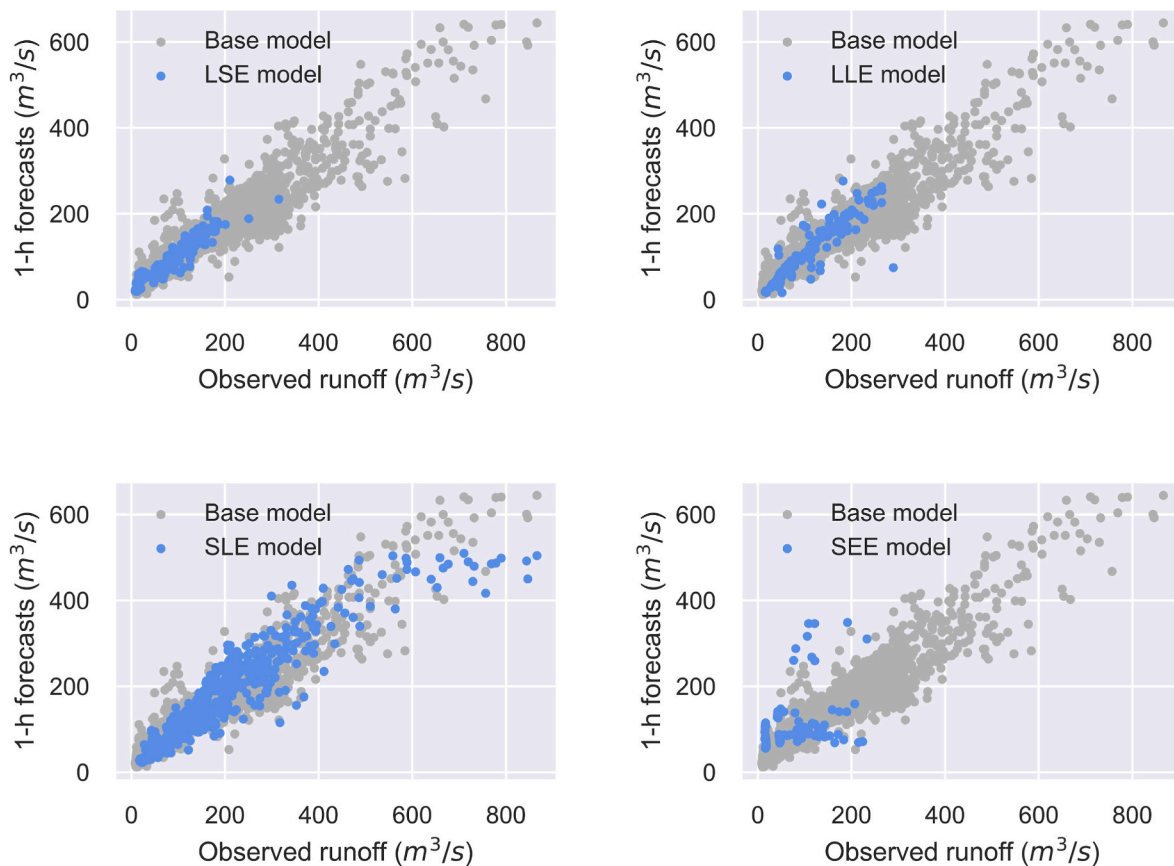 1-h forecasts (m³/s)
600
400
200
0
Base model
LSE model
0 200 400 600 800
Observed runoff (m³/s)
1-h forecasts (m³/s)
600
400
200
0
Base model
LLE model
0 200 400 600 800
Observed runoff (m³/s)
1-h forecasts (m³/s)
600
400
200
0
Base model
SLE model
0 200 400 600 800
Observed runoff (m³/s)
1-h forecasts (m³/s)
600
400
200
0
Base model
SEE model
0 200 400 600 800
Observed runoff (m³/s)